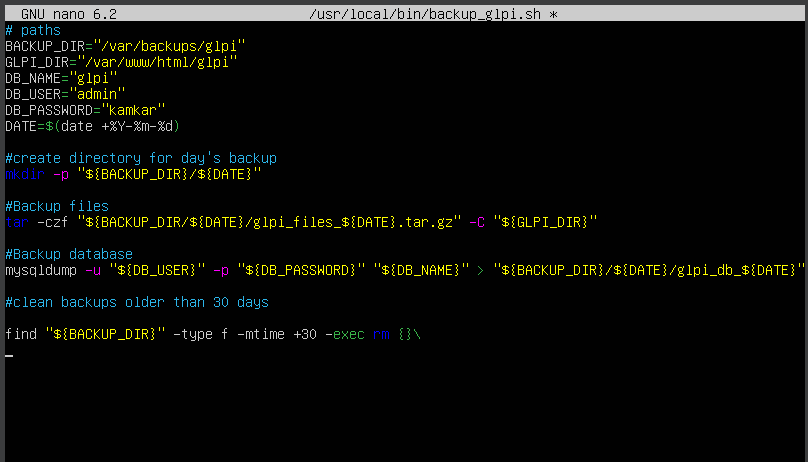 GNU nano 6.2 /usr/local/bin/backup_glpi.sh *
# paths
BACKUP_DIR="/var/backups/glpi"
GLPI_DIR="/var/www/html/glpi"
DB_NAME="glpi"
DB_USER="admin"
DB_PASSWORD="kamkar"
DATE=$(date +%Y-%m-%d)
#create directory for day's backup
mkdir -p "${BACKUP_DIR}/${DATE}"
#Backup files
tar -czf "${BACKUP_DIR/${DATE}/glpi_files_${DATE}.tar.gz" -C "${GLPI_DIR}"
#Backup database
mysqldump -u "${DB_USER}" -p "${DB_PASSWORD}" "${DB_NAME}" > "${BACKUP_DIR}/${DATE}/glpi_db_${DATE}"
#clean backups older than 30 days
find "${BACKUP_DIR}" -type f -mtime +30 -exec rm {}\